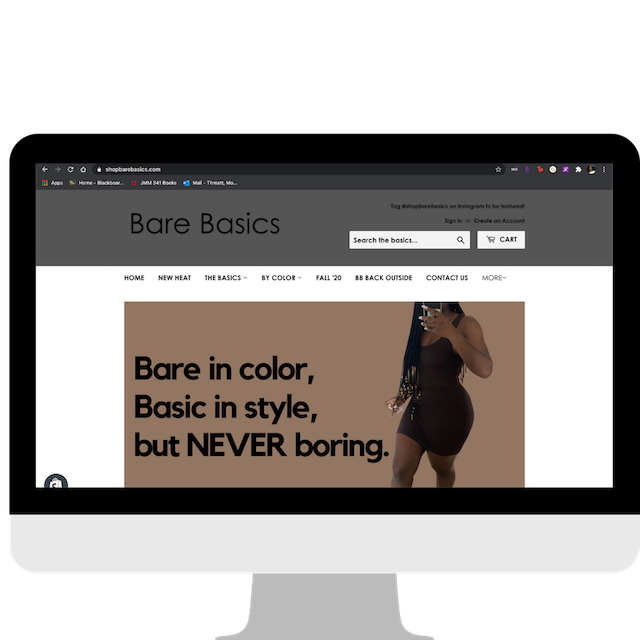 shopbarebasics.com
Apps Home – Blackboar... JMM 341 Books Mail – Threatt, Mo...
Tag @shopbarebasics on Instagram to be featured!
Bare Basics
Sign in or Create an Account
Search the basics... CART
HOME NEW HEAT THE BASICS BY COLOR FALL '20 BB BACK OUTSIDE CONTACT US MORE
Bare in color,
Basic in style,
but NEVER boring.